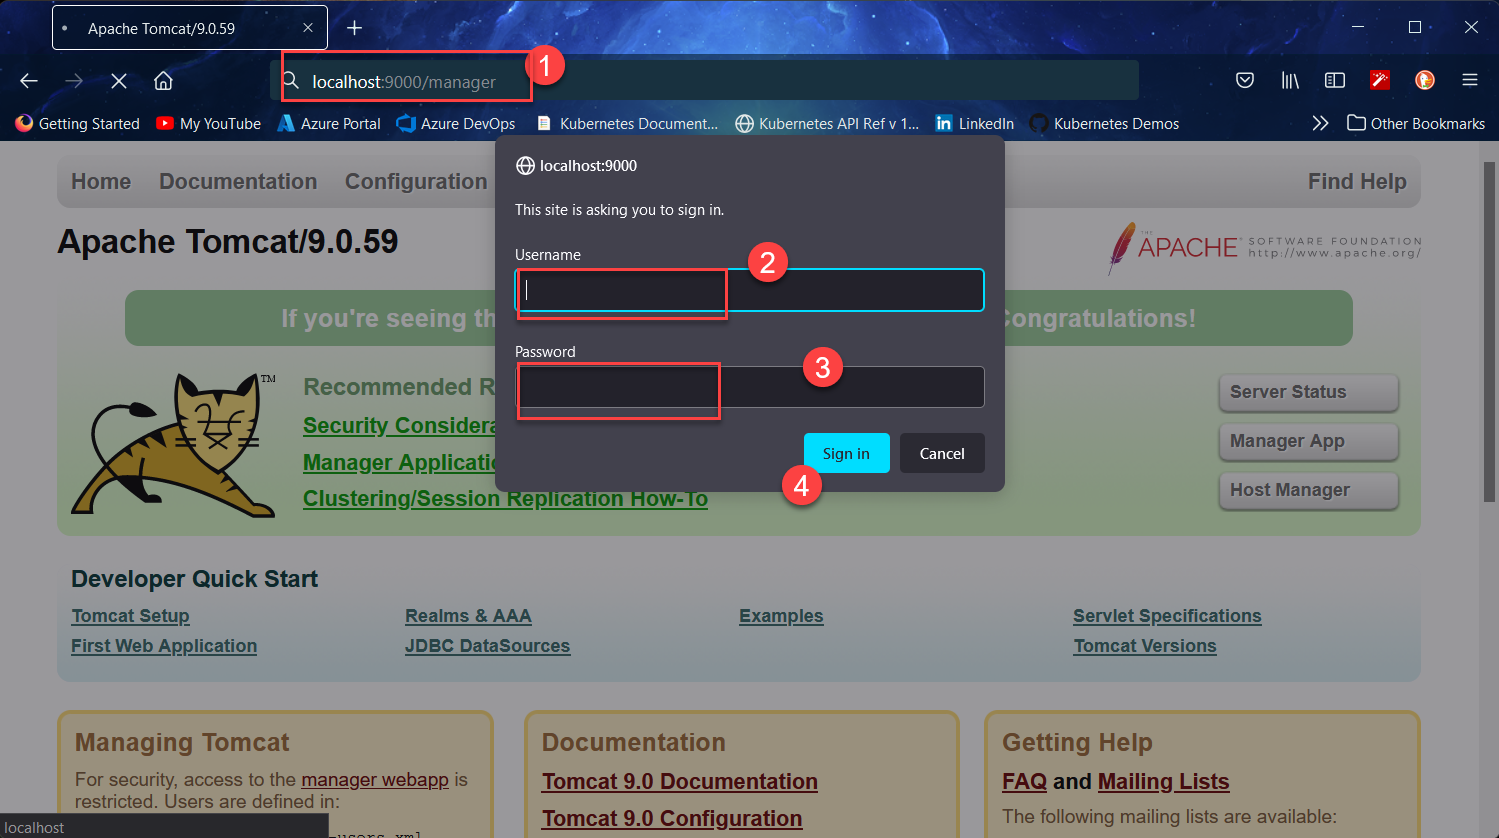 Apache Tomcat/9.0.59
1
localhost:9000/manager
Getting Started
My YouTube
Azure Portal
Azure DevOps
Kubernetes Document...
Kubernetes API Ref v 1...
LinkedIn
Kubernetes Demos
Other Bookmarks
Home Documentation Configuration Find Help
localhost:9000
This site is asking you to sign in.
Username
2
Password
3
Sign in
Cancel
4
Apache Tomcat/9.0.59
THE
APACHE
SOFTWARE FOUNDATION
http://www.apache.org/
If you're seeing Congratulations!
TM
Recommended
Security
Manager
Clustering/Session Replication How-To
Server Status
Manager App
Host Manager
Developer Quick Start
Tomcat Setup
First Web Application
Realms & AAA
JDBC DataSources
Examples
Servlet Specifications
Tomcat Versions
Managing Tomcat
For security, access to the manager webapp is
restricted. Users are defined in:
Documentation
Tomcat 9.0 Documentation
Tomcat 9.0 Configuration
Getting Help
FAQ and Mailing Lists
The following mailing lists are available:
localhost